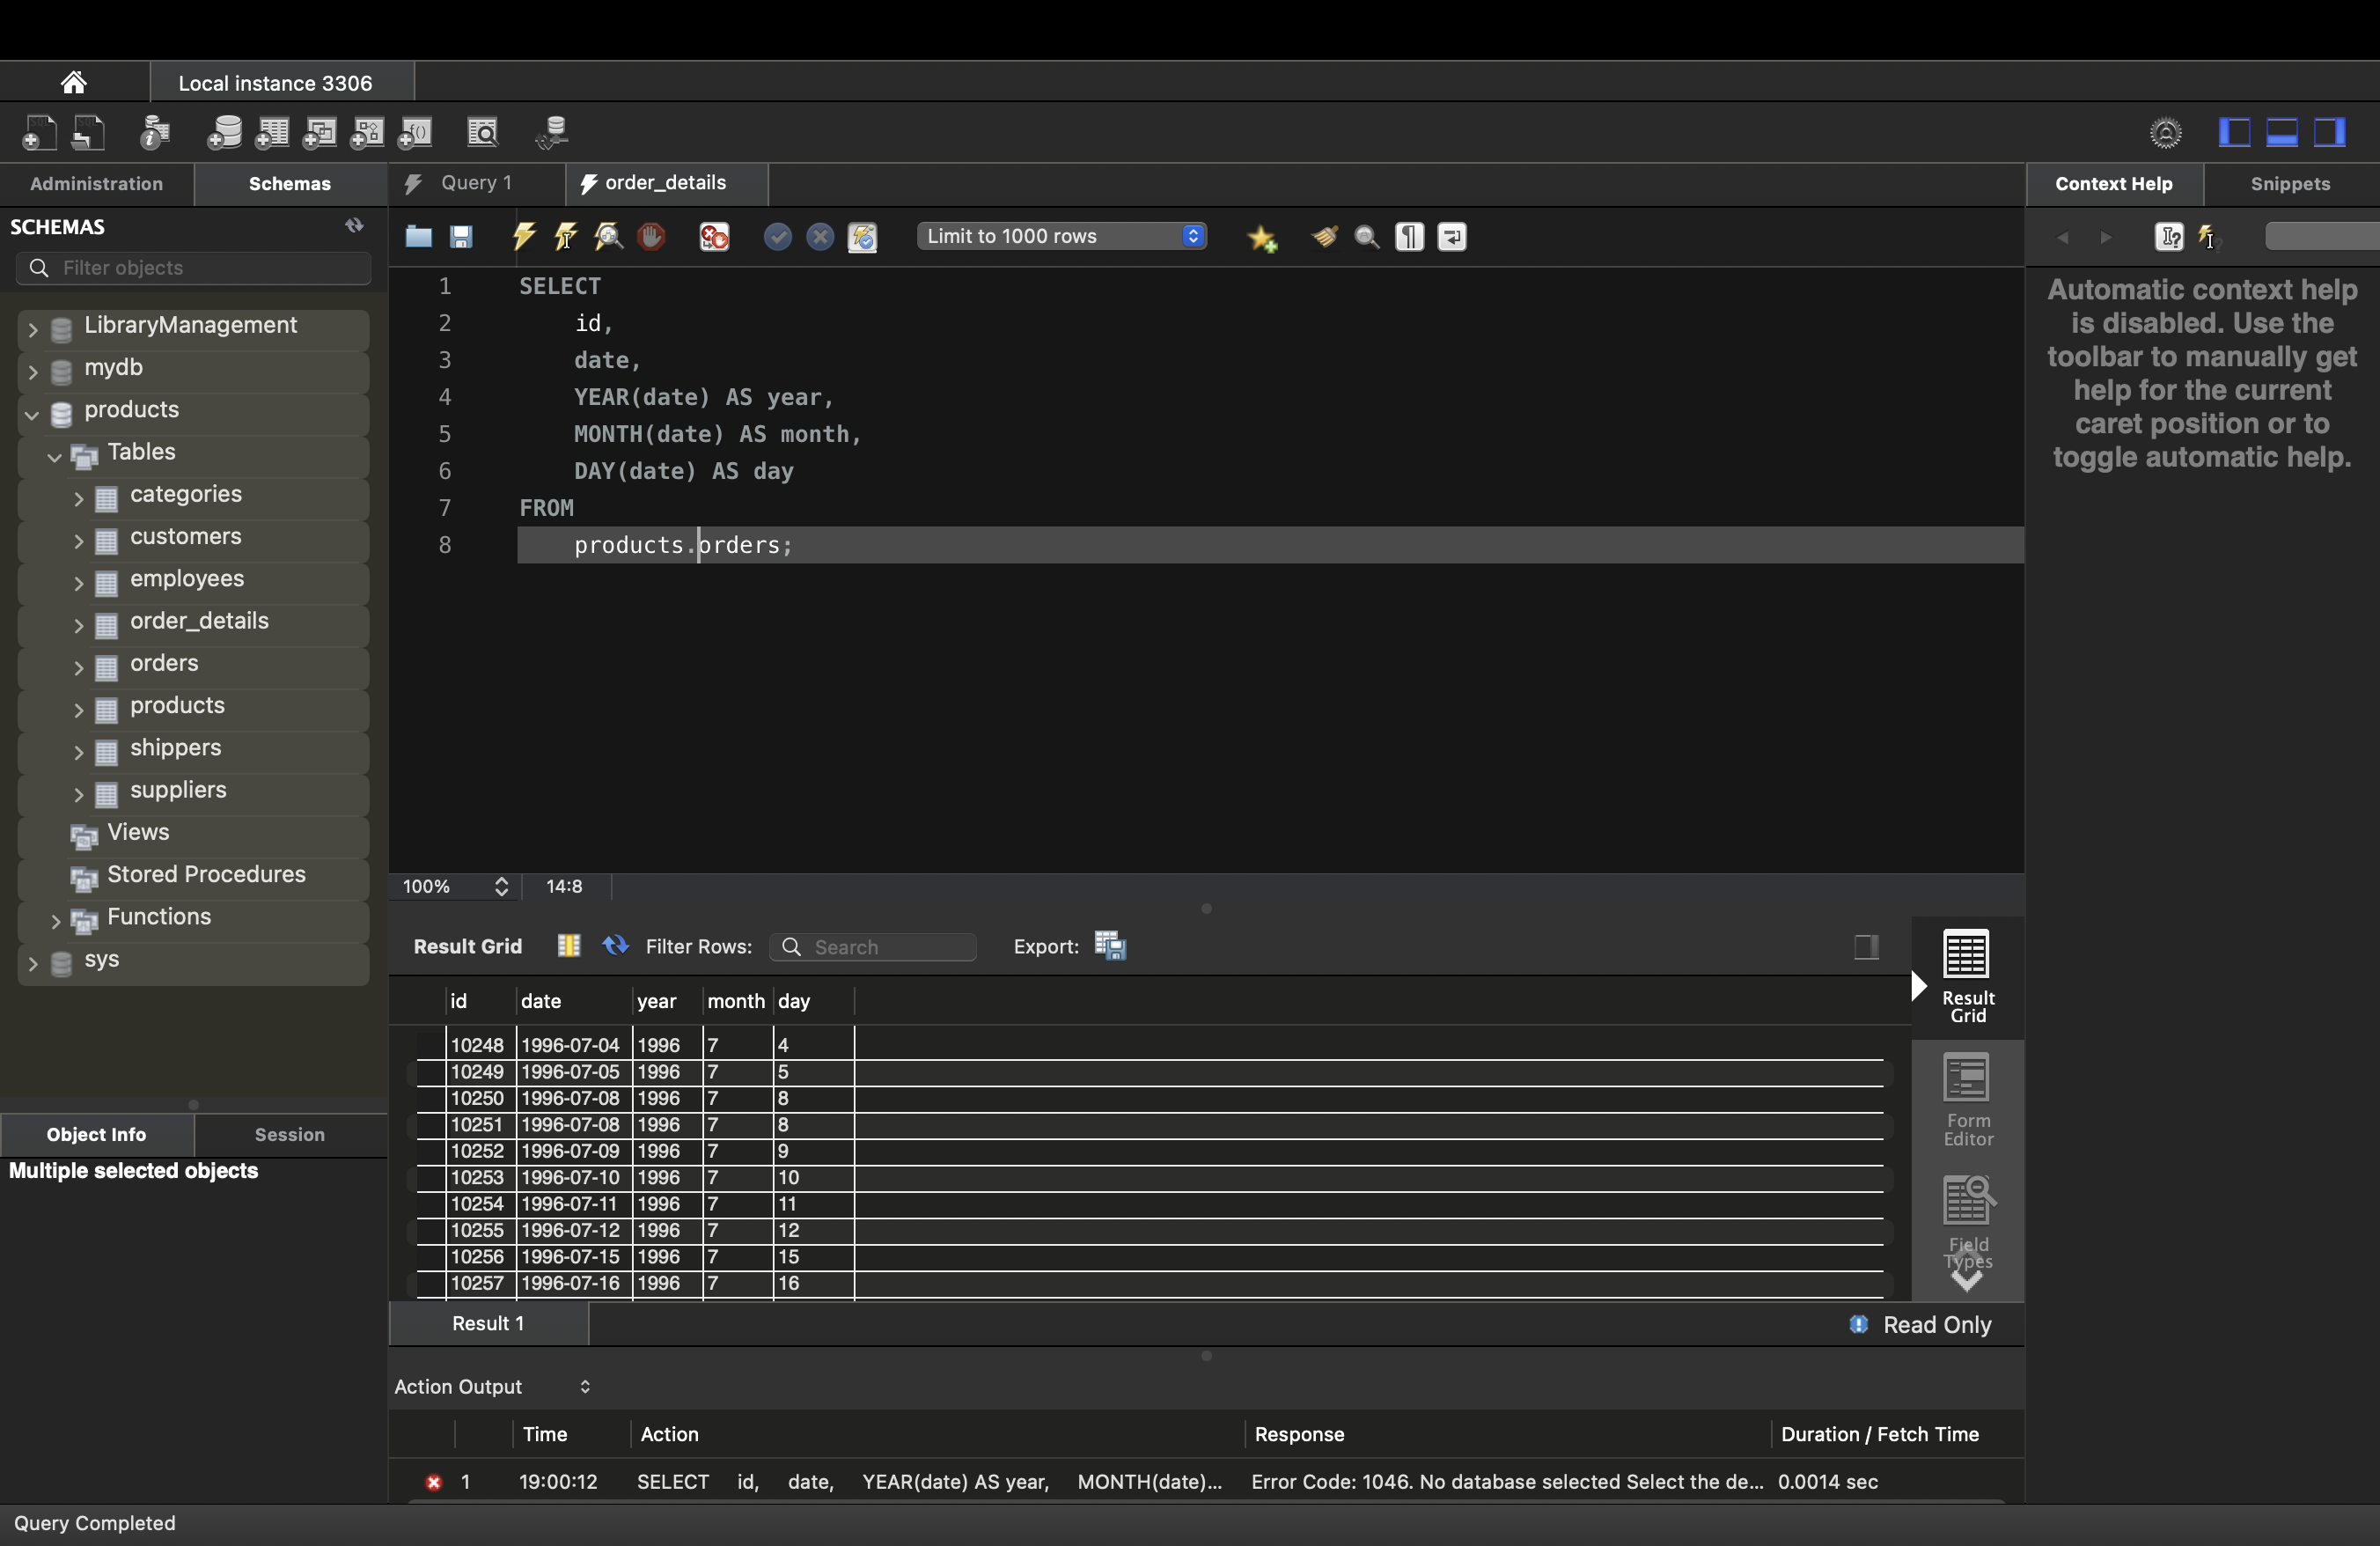 Local instance 3306
Administration
Schemas
Query 1
order_details
Context Help
Snippets
SCHEMAS
Filter objects
Limit to 1000 rows
LibraryManagement
mydb
products
Tables
categories
customers
employees
order_details
orders
products
shippers
suppliers
Views
Stored Procedures
Functions
sys
Object Info
Session
Multiple selected objects
1 SELECT
2 id,
3 date,
4 YEAR(date) AS year,
5 MONTH(date) AS month,
6 DAY(date) AS day
7 FROM
8 products.orders;
Automatic context help
is disabled. Use the
toolbar to manually get
help for the current
caret position or to
toggle automatic help.
100%
14:8
Result Grid
Filter Rows:
Search
Export:
id date year month day
10248 1996-07-04 1996 7 4
10249 1996-07-05 1996 7 5
10250 1996-07-08 1996 7 8
10251 1996-07-08 1996 7 8
10252 1996-07-09 1996 7 9
10253 1996-07-10 1996 7 10
10254 1996-07-11 1996 7 11
10255 1996-07-12 1996 7 12
10256 1996-07-15 1996 7 15
10257 1996-07-16 1996 7 16
Result
Grid
Form
Editor
Field
Types
Result 1
Read Only
Action Output
Time Action Response Duration / Fetch Time
1 19:00:12 SELECT id, date, YEAR(date) AS year, MONTH(date)... Error Code: 1046. No database selected Select the de... 0.0014 sec
Query Completed